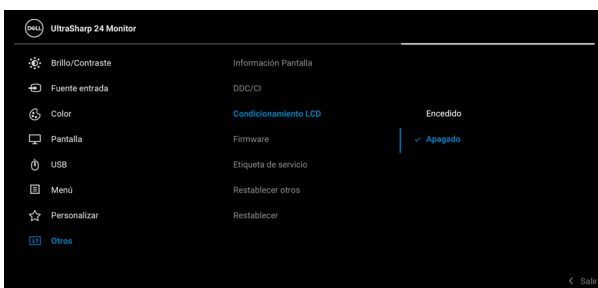 DELL UltraSharp 24 Monitor
Brillo/Contraste Información Pantalla
Fuente entrada DDC/CI
Color Condicionamiento LCD Encedido
Pantalla Firmware Apagado
USB Etiqueta de servicio
Menú Restablecer otros
Personalizar Restablecer
Otros
Salir